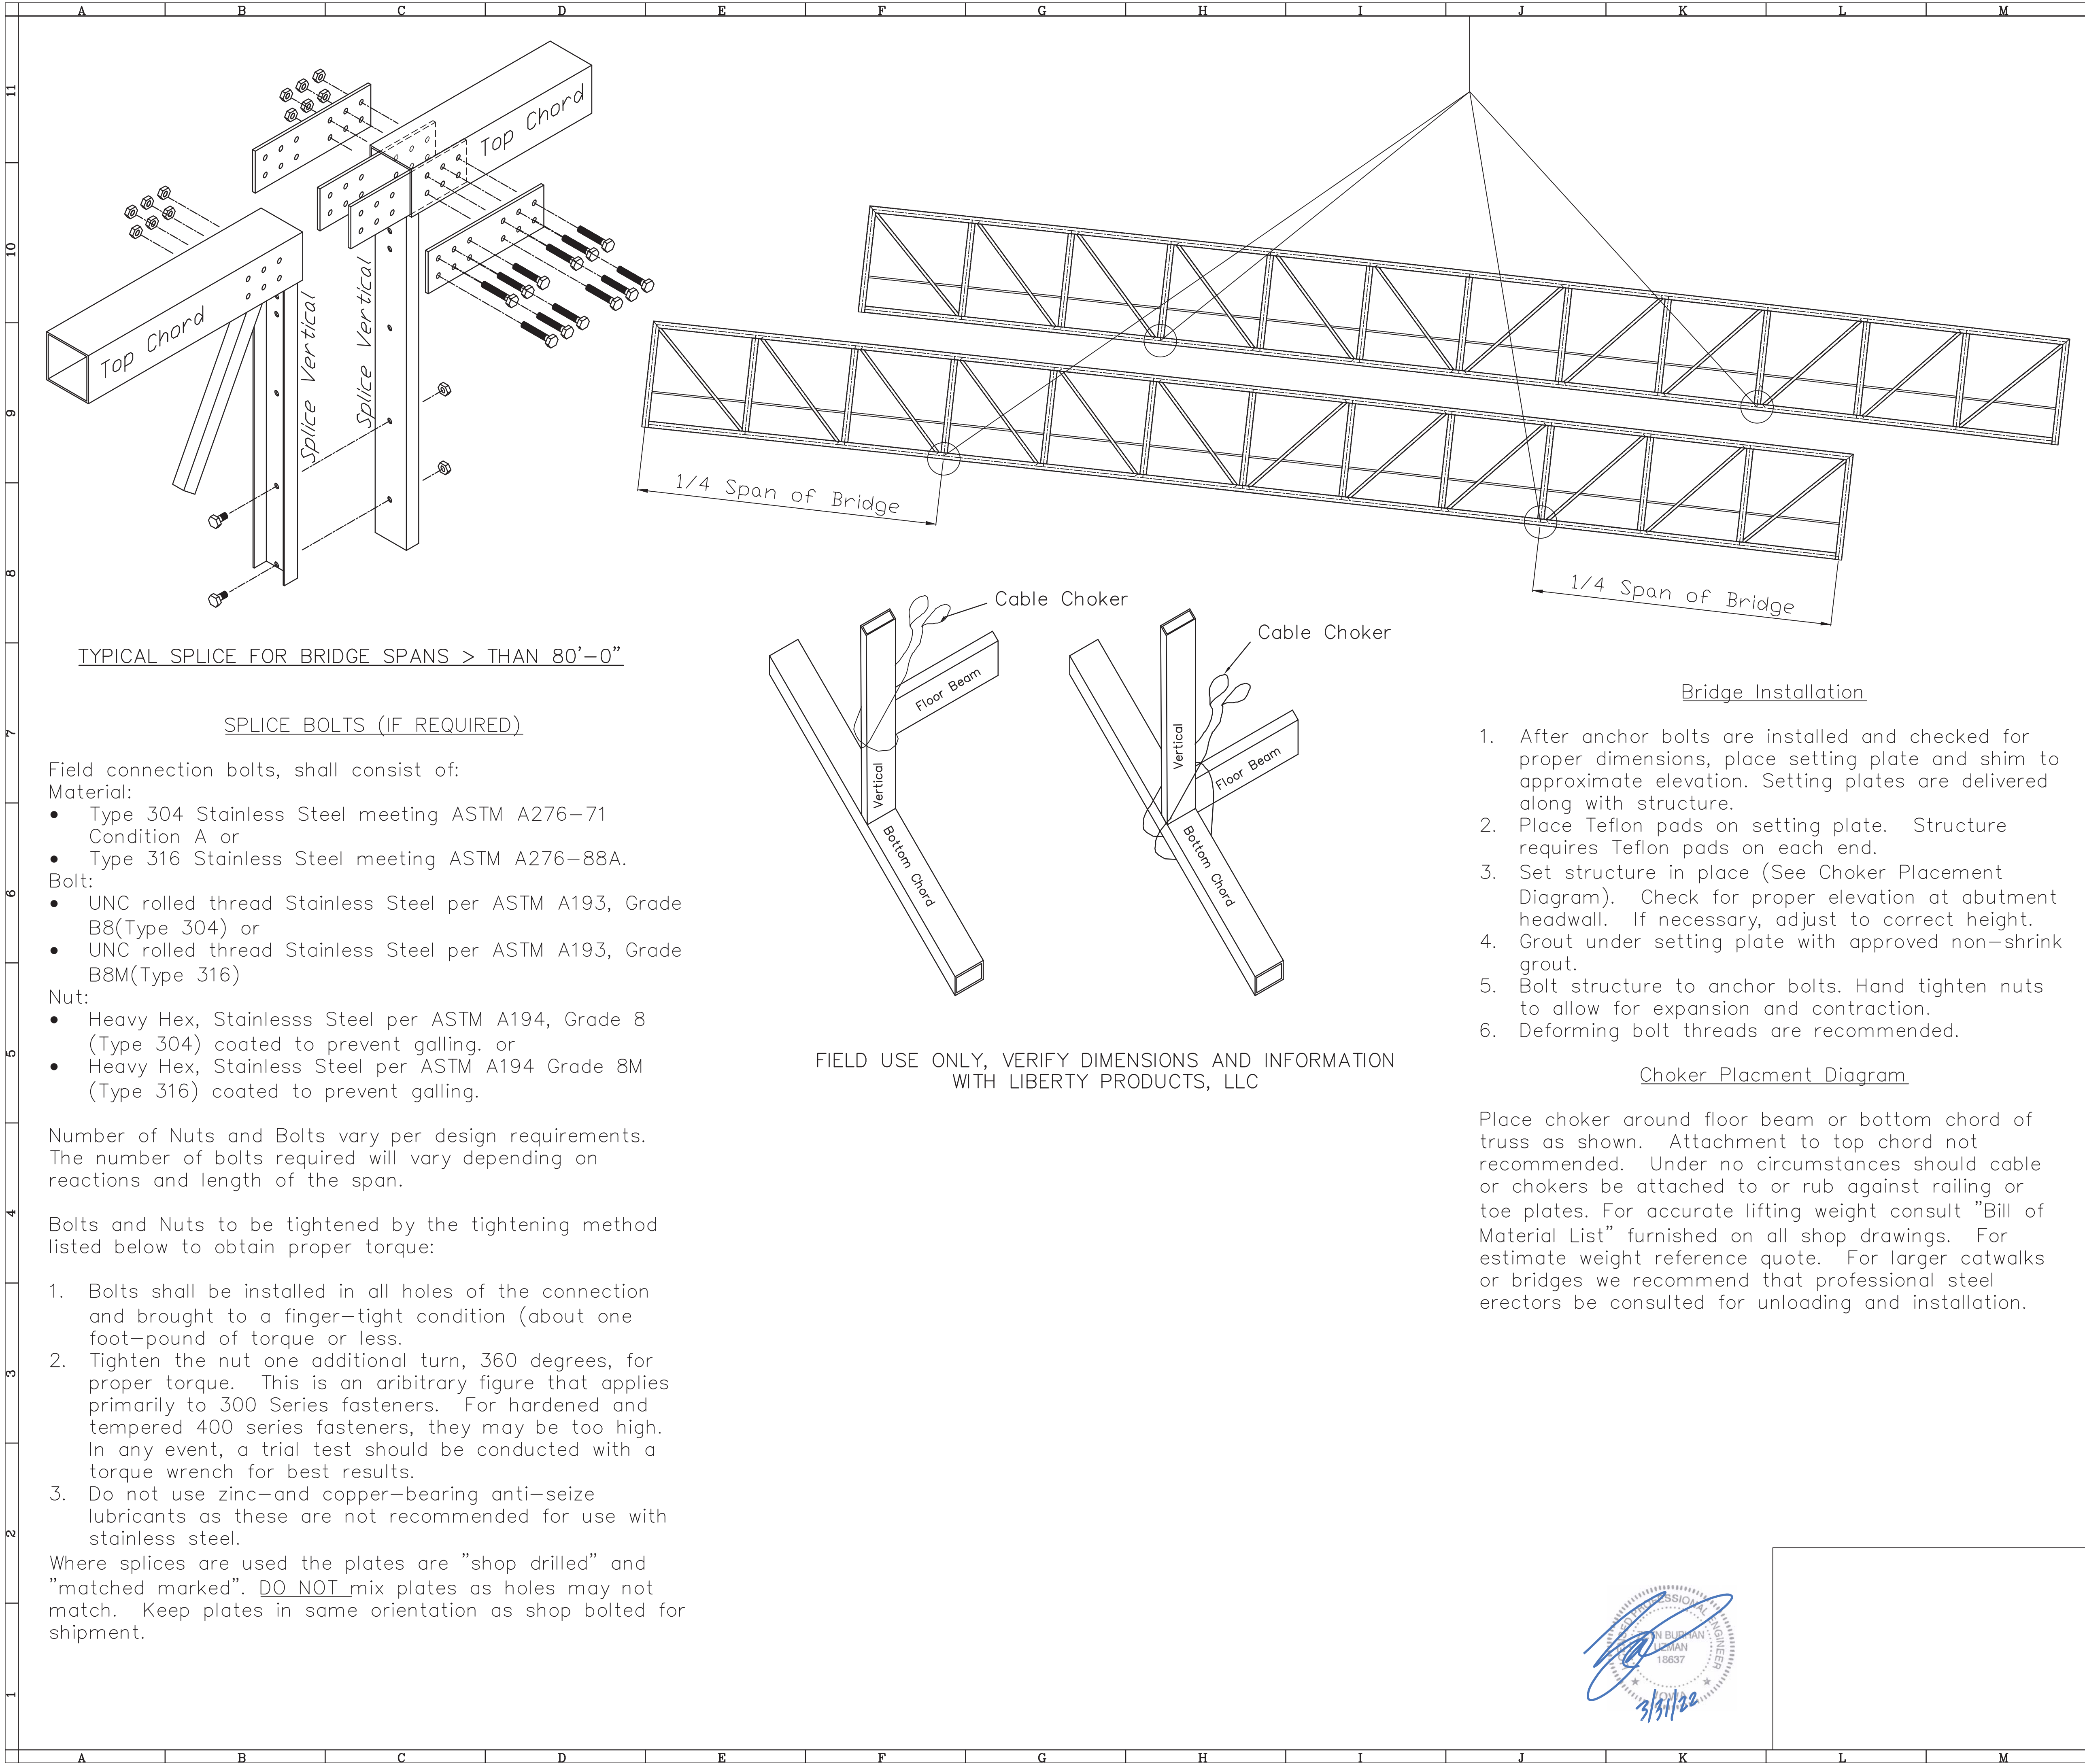 A B C D E F G H I J K L M
11
10
9
8
7
6
5
4
3
2
1
Top Chord
Top Chord
Splice Vertical
Splice Vertical
TYPICAL SPLICE FOR BRIDGE SPANS > THAN 80'-0"
1/4 Span of Bridge
1/4 Span of Bridge
Cable Choker
Floor Beam
Vertical
Bottom Chord
Cable Choker
Floor Beam
Vertical
Bottom Chord
FIELD USE ONLY, VERIFY DIMENSIONS AND INFORMATION
WITH LIBERTY PRODUCTS, LLC
SPLICE BOLTS (IF REQUIRED)
Field connection bolts, shall consist of:
Material:
• Type 304 Stainless Steel meeting ASTM A276-71
Condition A or
• Type 316 Stainless Steel meeting ASTM A276-88A.
Bolt:
• UNC rolled thread Stainless Steel per ASTM A193, Grade
B8(Type 304) or
• UNC rolled thread Stainless Steel per ASTM A193, Grade
B8M(Type 316)
Nut:
• Heavy Hex, Stainlesss Steel per ASTM A194, Grade 8
(Type 304) coated to prevent galling. or
• Heavy Hex, Stainless Steel per ASTM A194 Grade 8M
(Type 316) coated to prevent galling.
Number of Nuts and Bolts vary per design requirements.
The number of bolts required will vary depending on
reactions and length of the span.
Bolts and Nuts to be tightened by the tightening method
listed below to obtain proper torque:
1. Bolts shall be installed in all holes of the connection
and brought to a finger-tight condition (about one
foot-pound of torque or less.
2. Tighten the nut one additional turn, 360 degrees, for
proper torque. This is an aribitrary figure that applies
primarily to 300 Series fasteners. For hardened and
tempered 400 series fasteners, they may be too high.
In any event, a trial test should be conducted with a
torque wrench for best results.
3. Do not use zinc-and copper-bearing anti-seize
lubricants as these are not recommended for use with
stainless steel.
Where splices are used the plates are "shop drilled" and
"matched marked". DO NOT mix plates as holes may not
match. Keep plates in same orientation as shop bolted for
shipment.
Bridge Installation
1. After anchor bolts are installed and checked for
proper dimensions, place setting plate and shim to
approximate elevation. Setting plates are delivered
along with structure.
2. Place Teflon pads on setting plate. Structure
requires Teflon pads on each end.
3. Set structure in place (See Choker Placement
Diagram). Check for proper elevation at abutment
headwall. If necessary, adjust to correct height.
4. Grout under setting plate with approved non-shrink
grout.
5. Bolt structure to anchor bolts. Hand tighten nuts
to allow for expansion and contraction.
6. Deforming bolt threads are recommended.
Choker Placment Diagram
Place choker around floor beam or bottom chord of
truss as shown. Attachment to top chord not
recommended. Under no circumstances should cable
or chokers be attached to or rub against railing or
toe plates. For accurate lifting weight consult "Bill of
Material List" furnished on all shop drawings. For
estimate weight reference quote. For larger catwalks
or bridges we recommend that professional steel
erectors be consulted for unloading and installation.
PROFESSIONAL ENGINEER
UZMAN
18637
IOWA
3/31/22
A B C D E F G H I J K L M